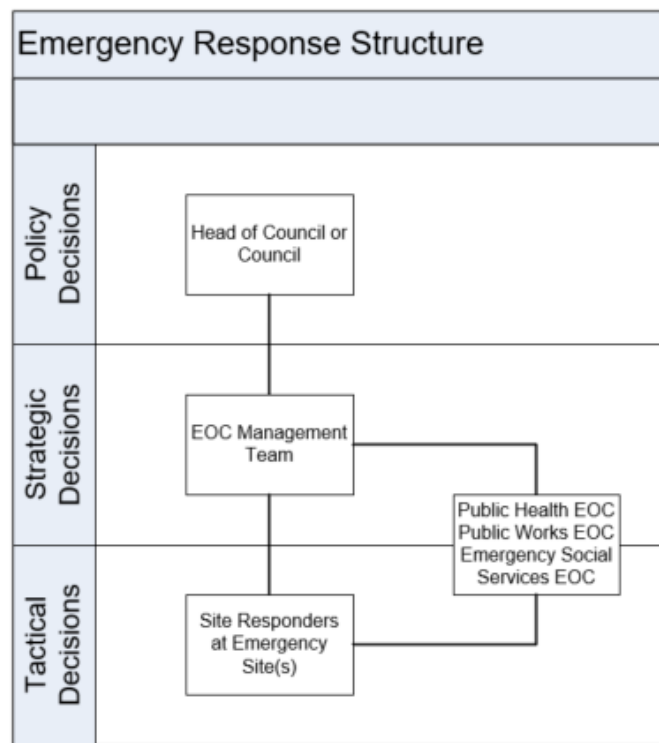 Emergency Response Structure
Policy
Decisions
Head of Council or
Council
Strategic
Decisions
EOC Management
Team
Public Health EOC
Public Works EOC
Emergency Social
Services EOC
Tactical
Decisions
Site Responders
at Emergency
Site(s)